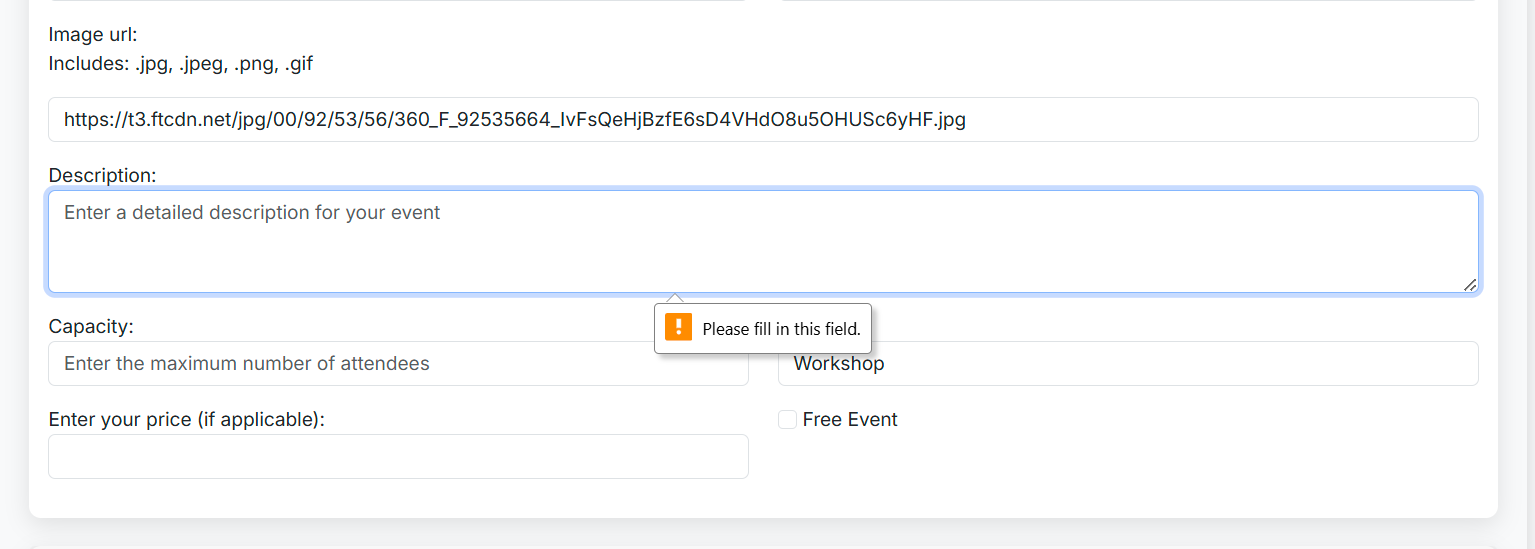 Image url:
Includes: .jpg, .jpeg, .png, .gif
https://t3.ftcdn.net/jpg/00/92/53/56/360_F_92535664_IvFsQeHjBzfE6sD4VHdO8u5OHUSc6yHF.jpg
Description:
Enter a detailed description for your event
Capacity:
Please fill in this field.
Enter the maximum number of attendees
Workshop
Enter your price (if applicable):
Free Event